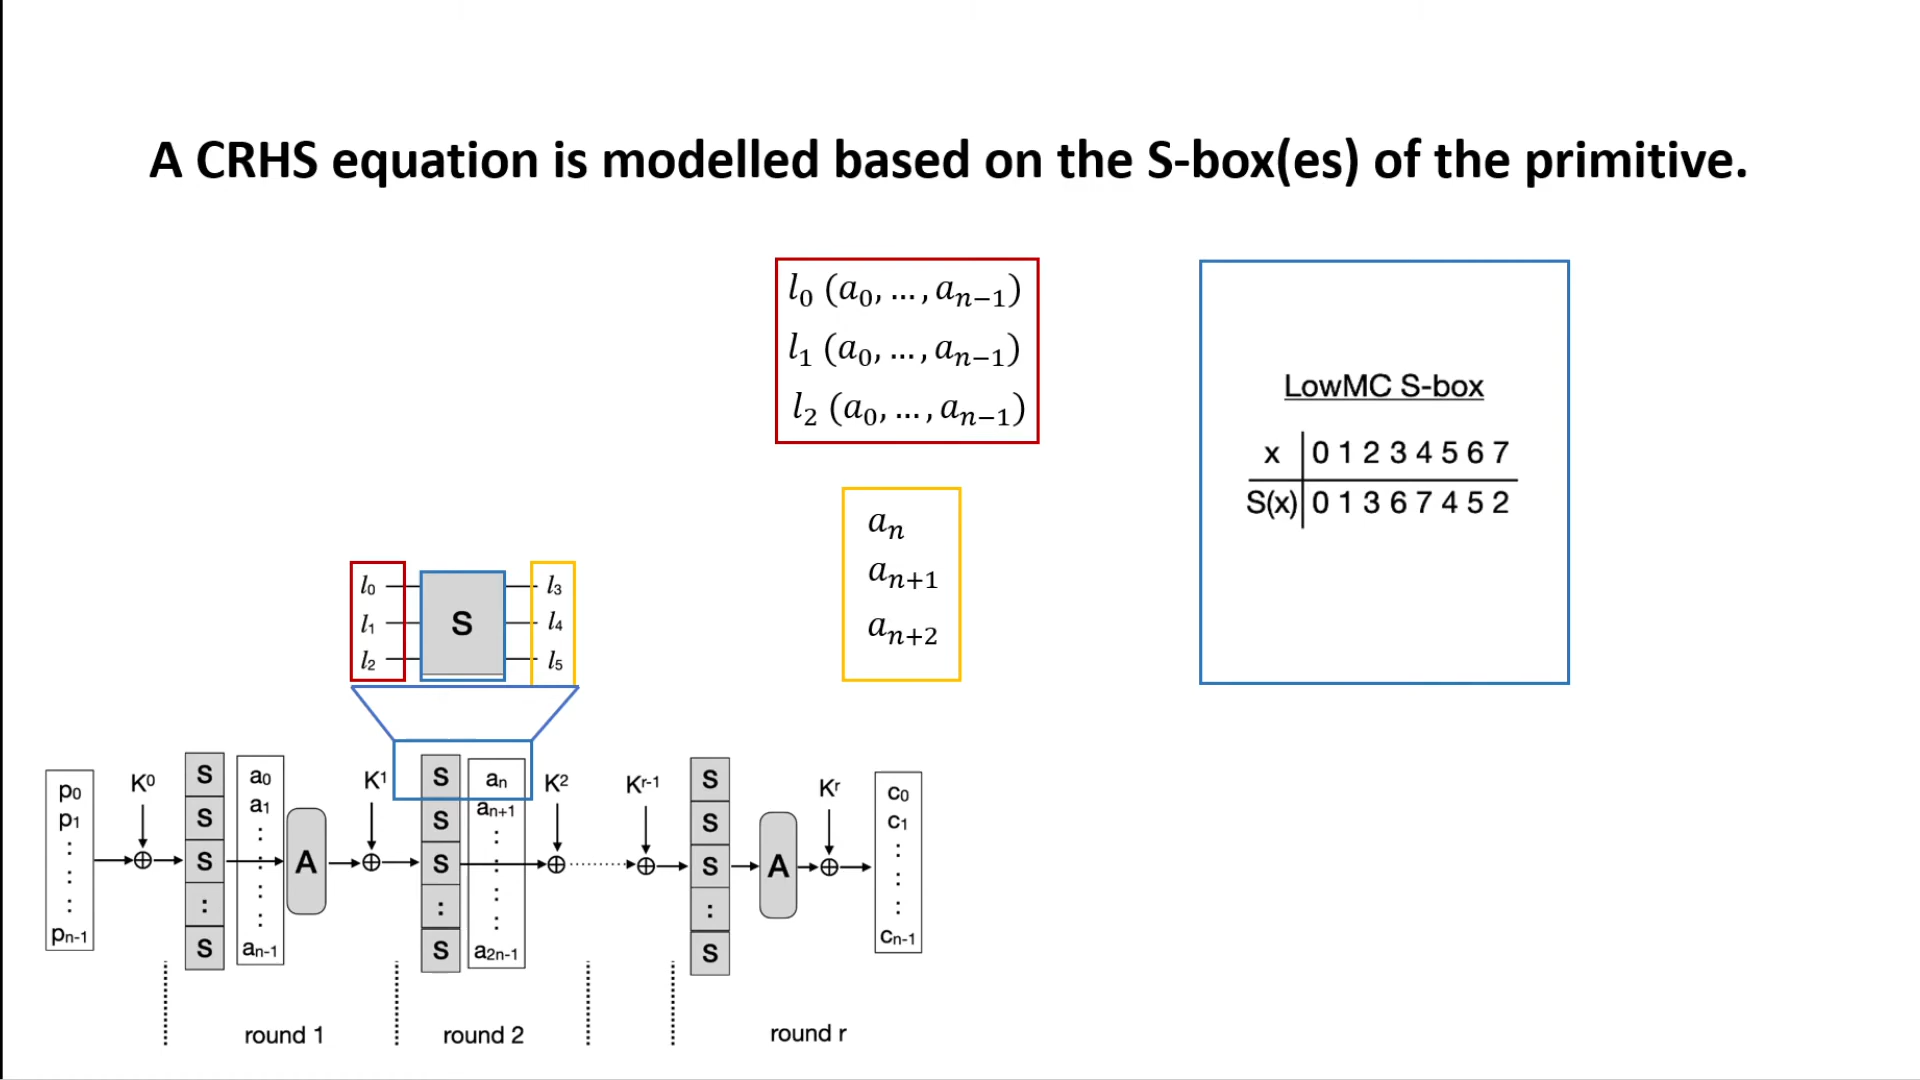 A CRHS equation is modelled based on the S-box(es) of the primitive.
l₀ (a₀, … , aₙ₋₁)
l₁ (a₀, … , aₙ₋₁)
l₂ (a₀, … , aₙ₋₁)
aₙ
aₙ₊₁
aₙ₊₂
LowMC S-box
x 0 1 2 3 4 5 6 7
S(x) 0 1 3 6 7 4 5 2
l₀ S l₃
l₁ l₄
l₂ l₅
p₀
p₁
⋮
pₙ₋₁
K⁰
⊕
S
S
S
:
S
a₀
a₁
⋮
aₙ₋₁
A
K¹
⊕
S
S
S
:
S
aₙ
aₙ₊₁
⋮
a₂ₙ₋₁
K²
⊕
Kʳ⁻¹
⊕
S
S
S
:
S
A
Kʳ
⊕
c₀
c₁
⋮
cₙ₋₁
round 1
round 2
round r